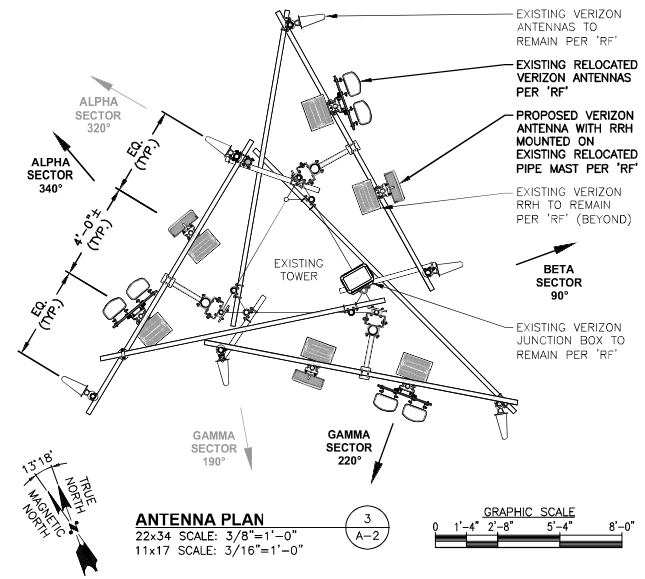 EXISTING VERIZON
ANTENNAS TO
REMAIN PER 'RF'
EXISTING RELOCATED
VERIZON ANTENNAS
PER 'RF'
PROPOSED VERIZON
ANTENNA WITH RRH
MOUNTED ON
EXISTING RELOCATED
PIPE MAST PER 'RF'
EXISTING VERIZON
RRH TO REMAIN
PER 'RF' (BEYOND)
BETA
SECTOR
90°
EXISTING VERIZON
JUNCTION BOX TO
REMAIN PER 'RF'
ALPHA
SECTOR
320°
ALPHA
SECTOR
340°
EQ.
(TYP.)
4'-0"±
(TYP.)
EQ.
(TYP.)
EXISTING
TOWER
GAMMA
SECTOR
190°
GAMMA
SECTOR
220°
13°18'
TRUE
NORTH
MAGNETIC
NORTH
ANTENNA PLAN
22x34 SCALE: 3/8"=1'-0"
11x17 SCALE: 3/16"=1'-0"
3
A-2
GRAPHIC SCALE
0 1'-4" 2'-8" 5'-4" 8'-0"